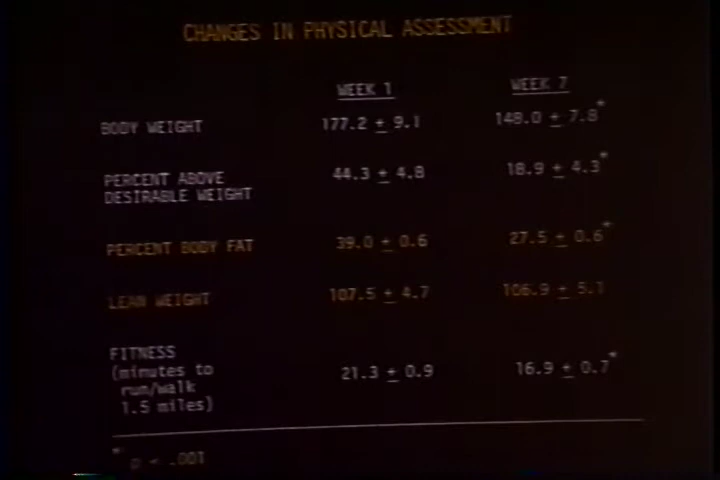 CHANGES IN PHYSICAL ASSESSMENT
WEEK 1 WEEK 7
BODY WEIGHT 177.2 ± 9.1 148.0 ± 7.8*
PERCENT ABOVE
DESIRABLE WEIGHT 44.3 ± 4.8 18.9 ± 4.3*
PERCENT BODY FAT 39.0 ± 0.6 27.5 ± 0.6*
LEAN WEIGHT 107.5 ± 4.7 106.9 ± 5.1
FITNESS
(minutes to
run/walk
1.5 miles) 21.3 ± 0.9 16.9 ± 0.7*
* p < .001